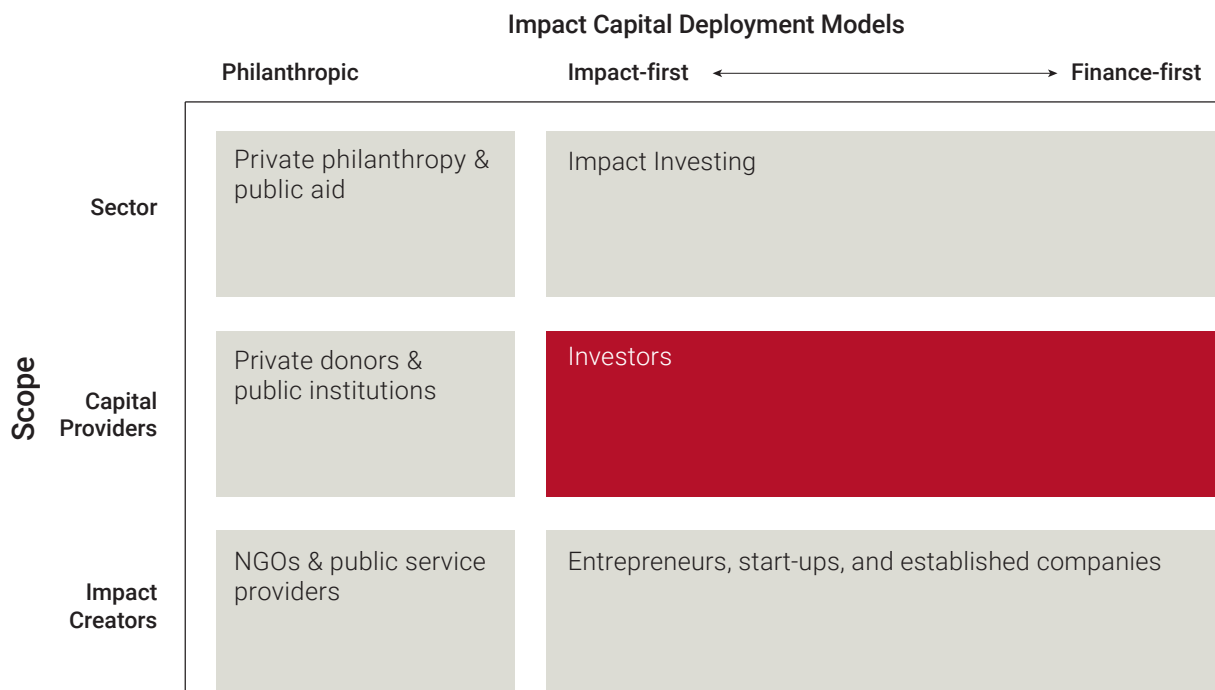 Impact Capital Deployment Models
Philanthropic
Impact-first
Finance-first
Scope
Sector
Private philanthropy &
public aid
Impact Investing
Capital
Providers
Private donors &
public institutions
Investors
Impact
Creators
NGOs & public service
providers
Entrepreneurs, start-ups, and established companies